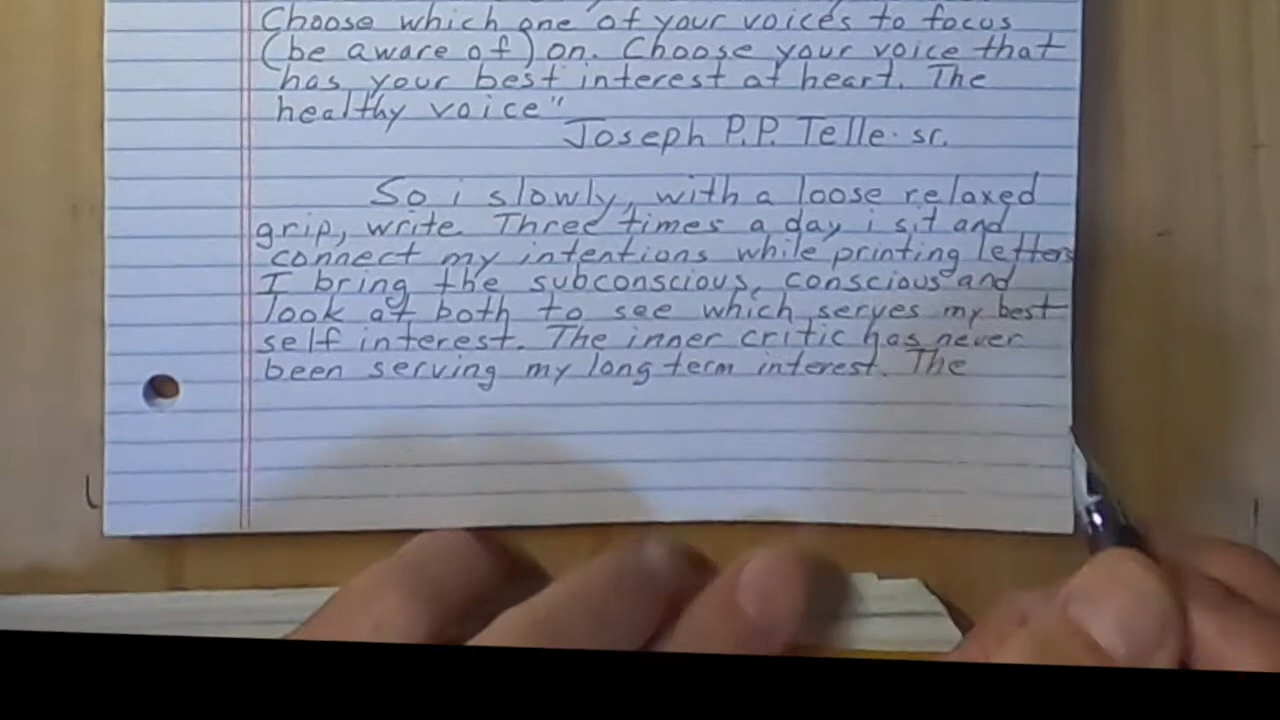 Choose which one of your voices to focus
(be aware of) on. Choose your voice that
has your best interest at heart. The
healthy voice"
Joseph P.P. Telle. sr.
So i slowly, with a loose relaxed
grip, write. Three times a day i sit and
connect my intentions while printing letters
I bring the subconscious, conscious and
look at both to see which serves my best
self interest. The inner critic has never
been serving my long term interest. The